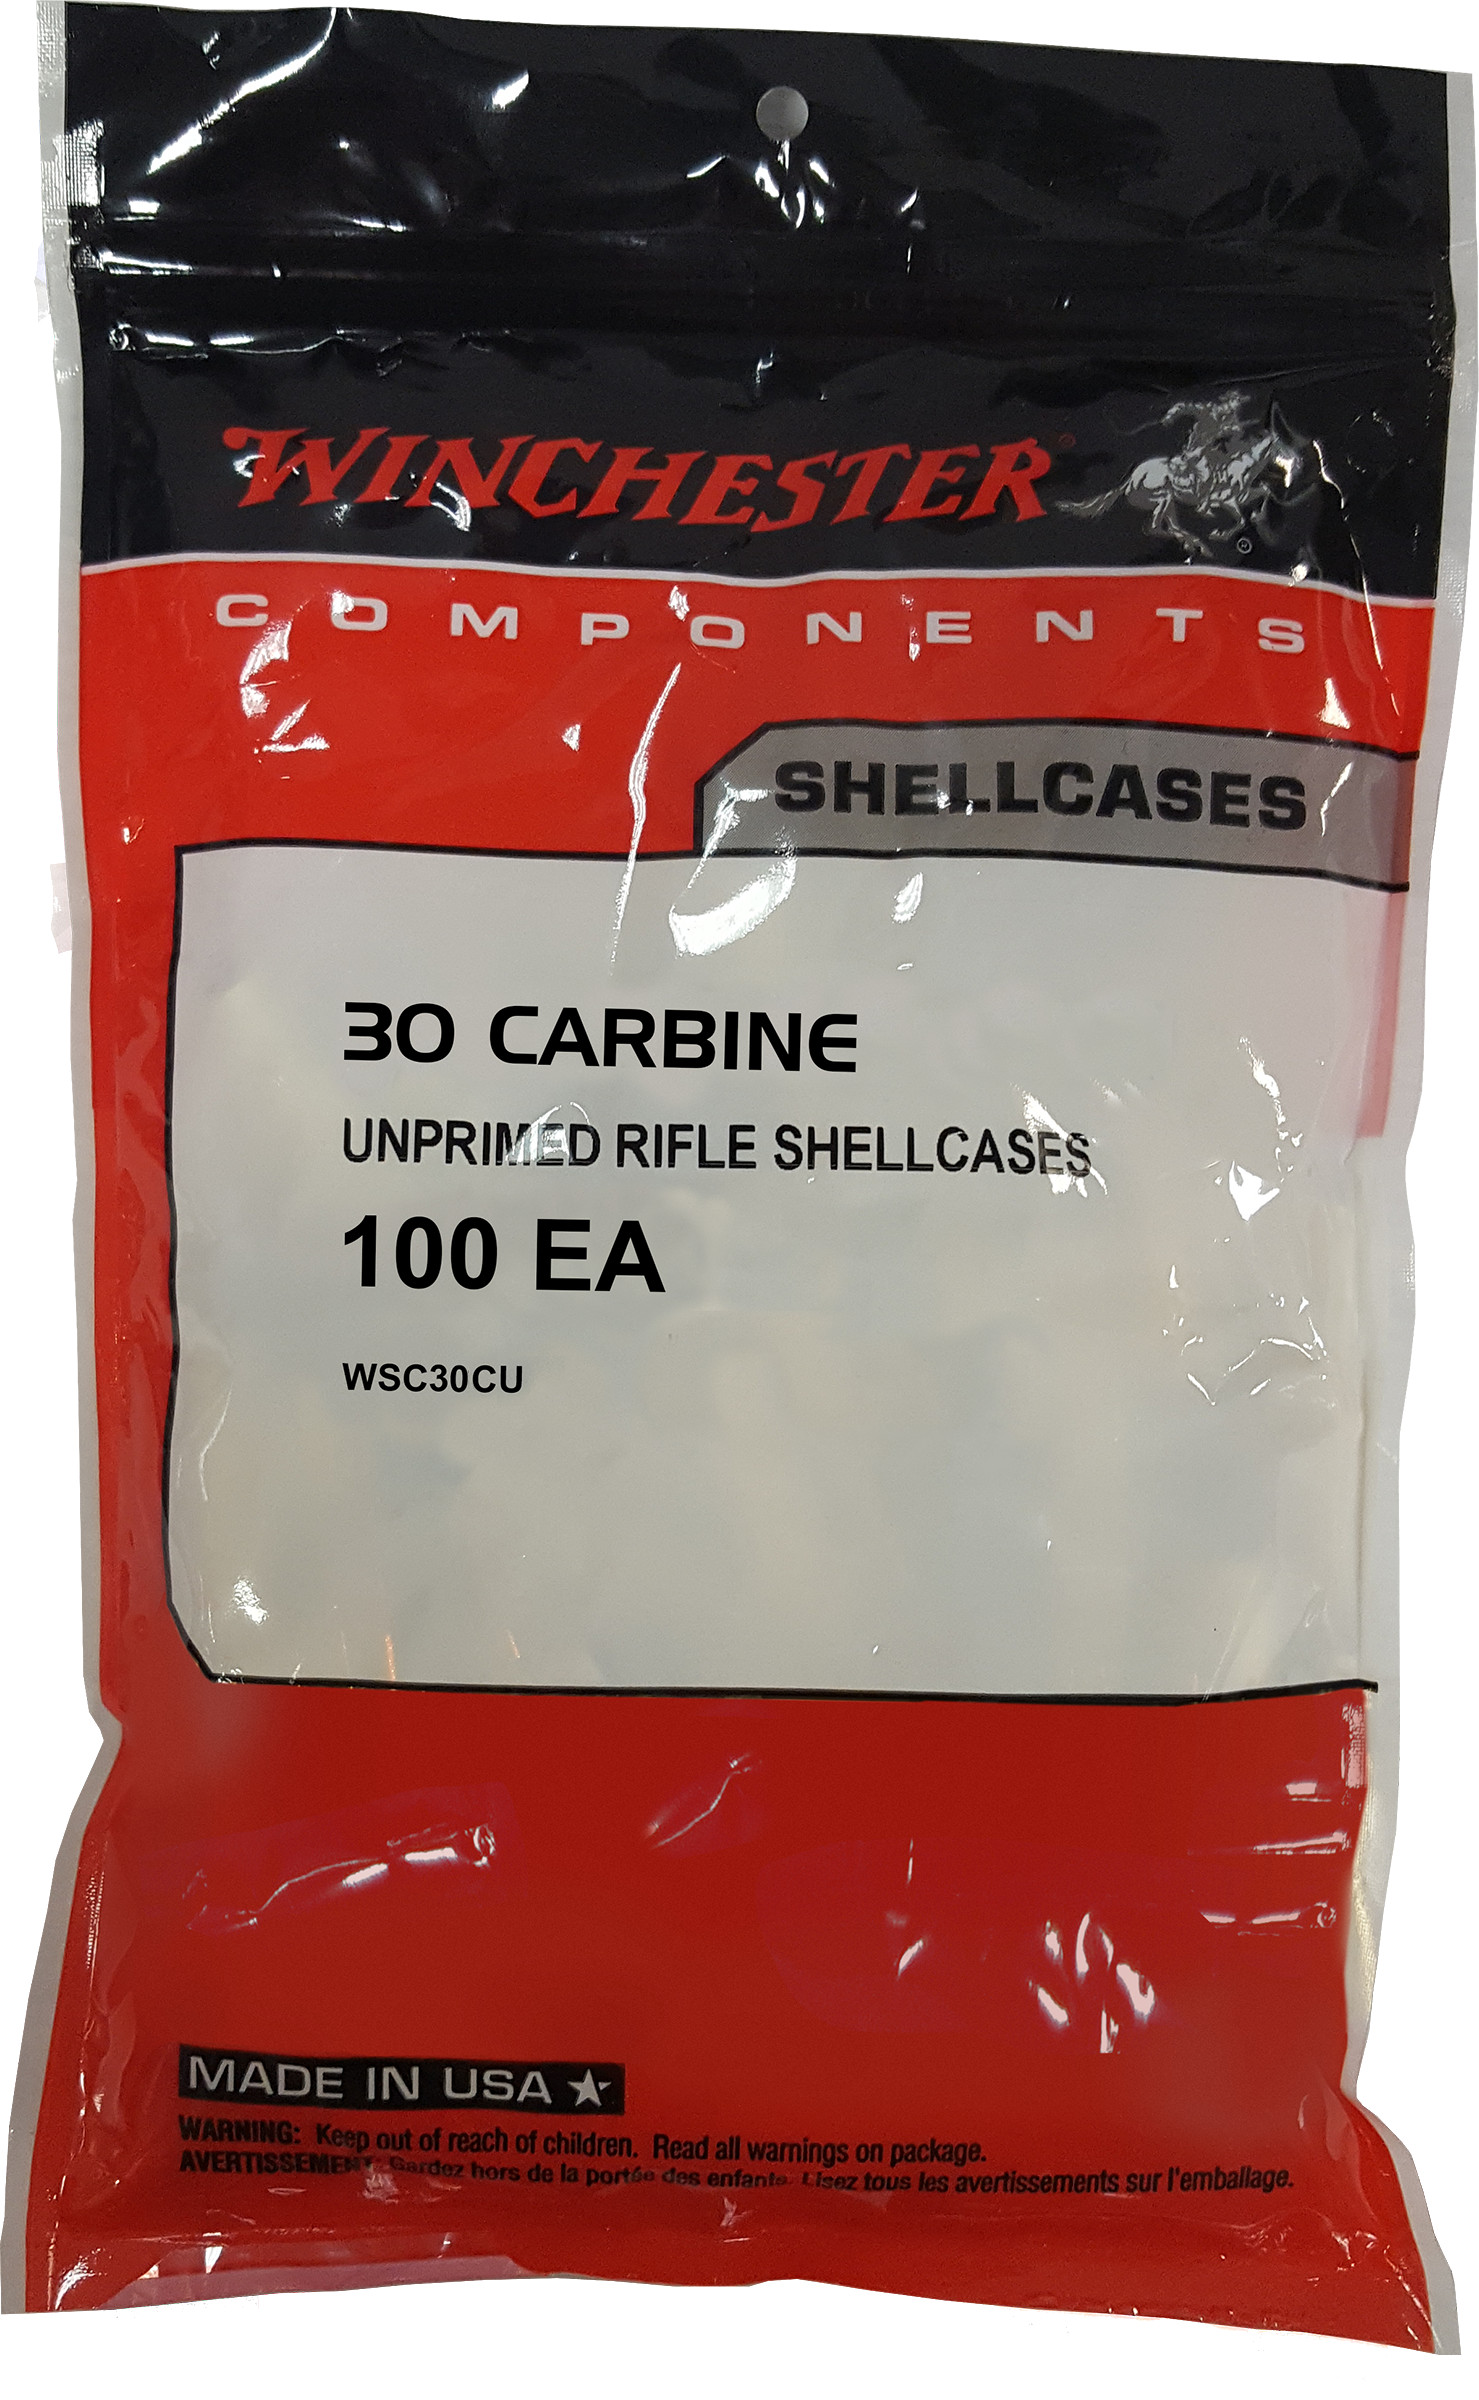 WINCHESTER®
COMPONENTS
SHELLCASES
30 CARBINE
UNPRIMED RIFLE SHELLCASES
100 EA
WSC30CU
MADE IN USA
WARNING: Keep out of reach of children. Read all warnings on package.
AVERTISSEMENT: Gardez hors de la portée des enfants. Lisez tous les avertissements sur l'emballage.